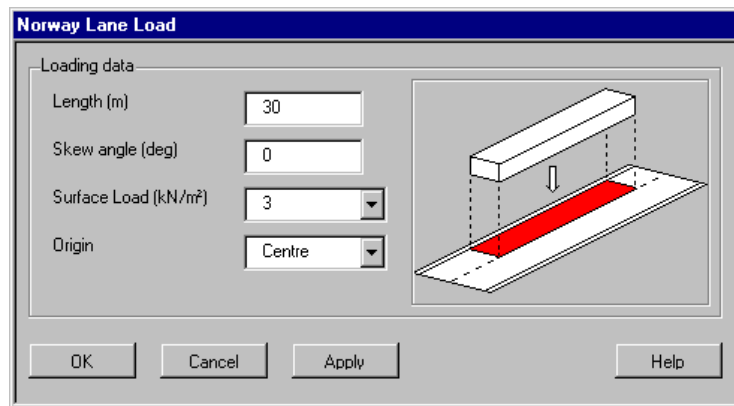 Norway Lane Load
Loading data
Length (m) 30
Skew angle (deg) 0
Surface Load (kN/m²) 3
Origin Centre
OK Cancel Apply Help